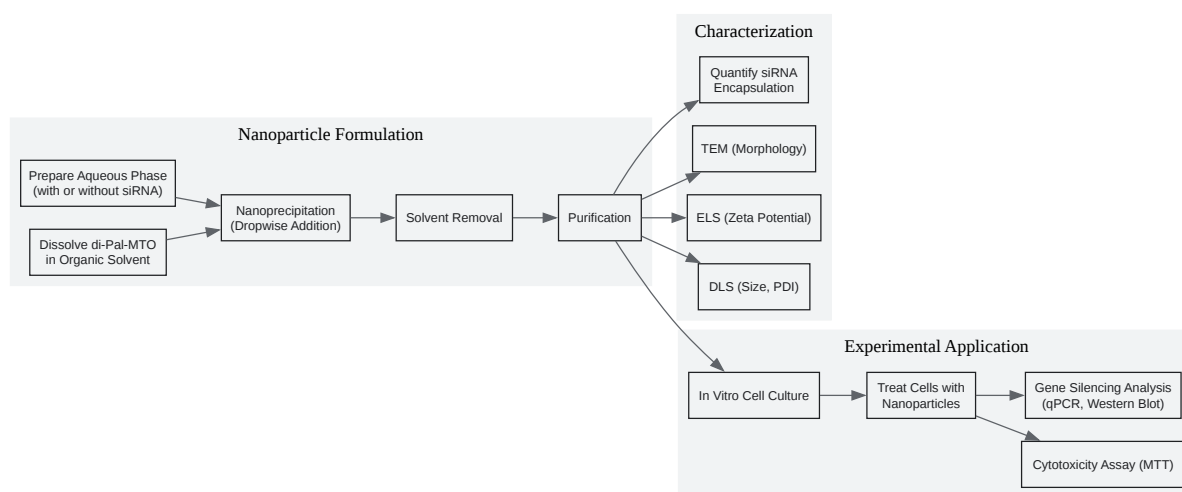 Nanoparticle Formulation
Prepare Aqueous Phase
(with or without siRNA)
Dissolve di-Pal-MTO
in Organic Solvent
Nanoprecipitation
(Dropwise Addition)
Solvent Removal
Purification
Characterization
Quantify siRNA
Encapsulation
TEM (Morphology)
ELS (Zeta Potential)
DLS (Size, PDI)
Experimental Application
In Vitro Cell Culture
Treat Cells with
Nanoparticles
Gene Silencing Analysis
(qPCR, Western Blot)
Cytotoxicity Assay (MTT)